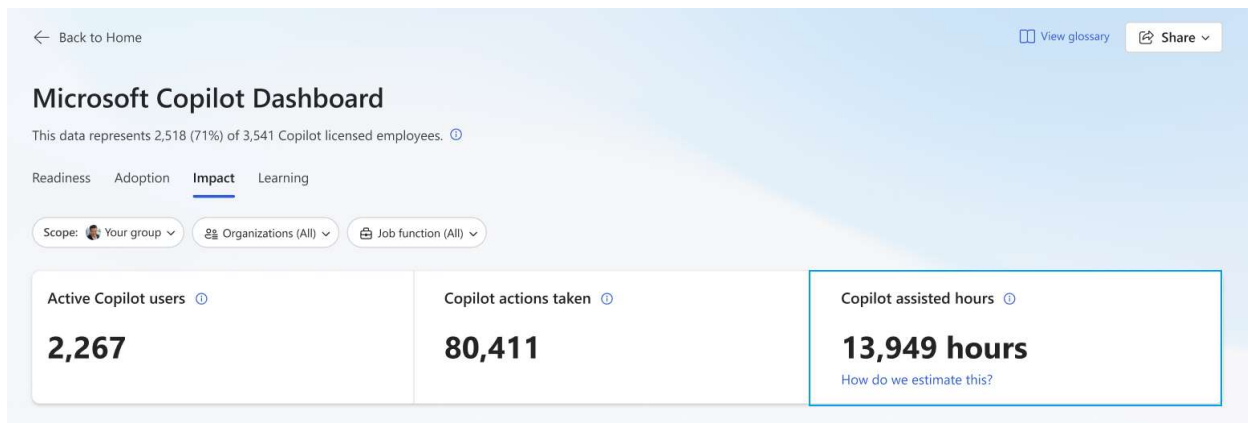 Back to Home
View glossary
Share
Microsoft Copilot Dashboard
This data represents 2,518 (71%) of 3,541 Copilot licensed employees.
Readiness Adoption Impact Learning
Scope: Your group Organizations (All) Job function (All)
Active Copilot users
2,267
Copilot actions taken
80,411
Copilot assisted hours
13,949 hours
How do we estimate this?